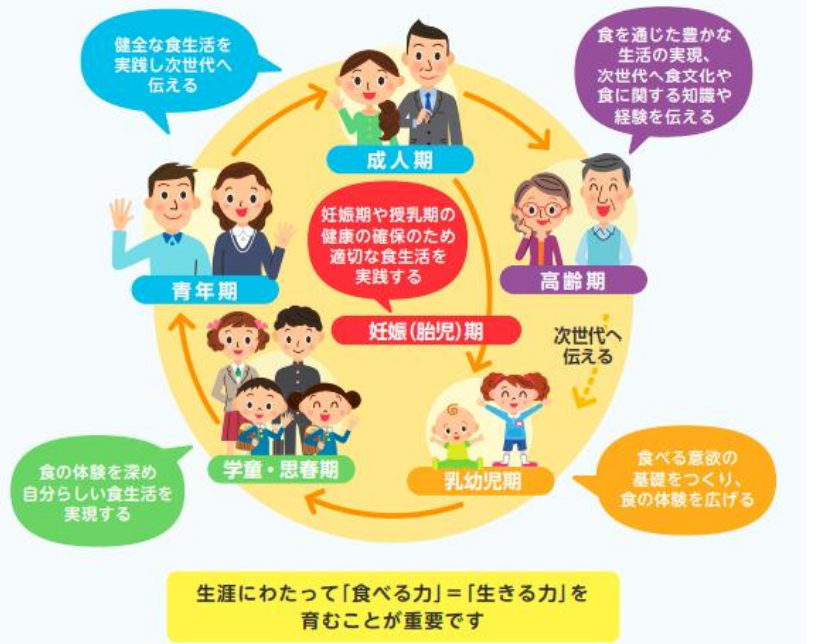 健全な食生活を
実践し次世代へ
伝える
食を通じた豊かな
生活の実現、
次世代へ食文化や
食に関する知識や
経験を伝える
成人期
妊娠期や授乳期の
健康の確保のため
適切な食生活を
実践する
青年期
高齢期
妊娠(胎児)期
次世代へ
伝える
食の体験を深め
自分らしい食生活を
実現する
学童・思春期
乳幼児期
食べる意欲の
基礎をつくり、
食の体験を広げる
生涯にわたって「食べる力」=「生きる力」を
育むことが重要です